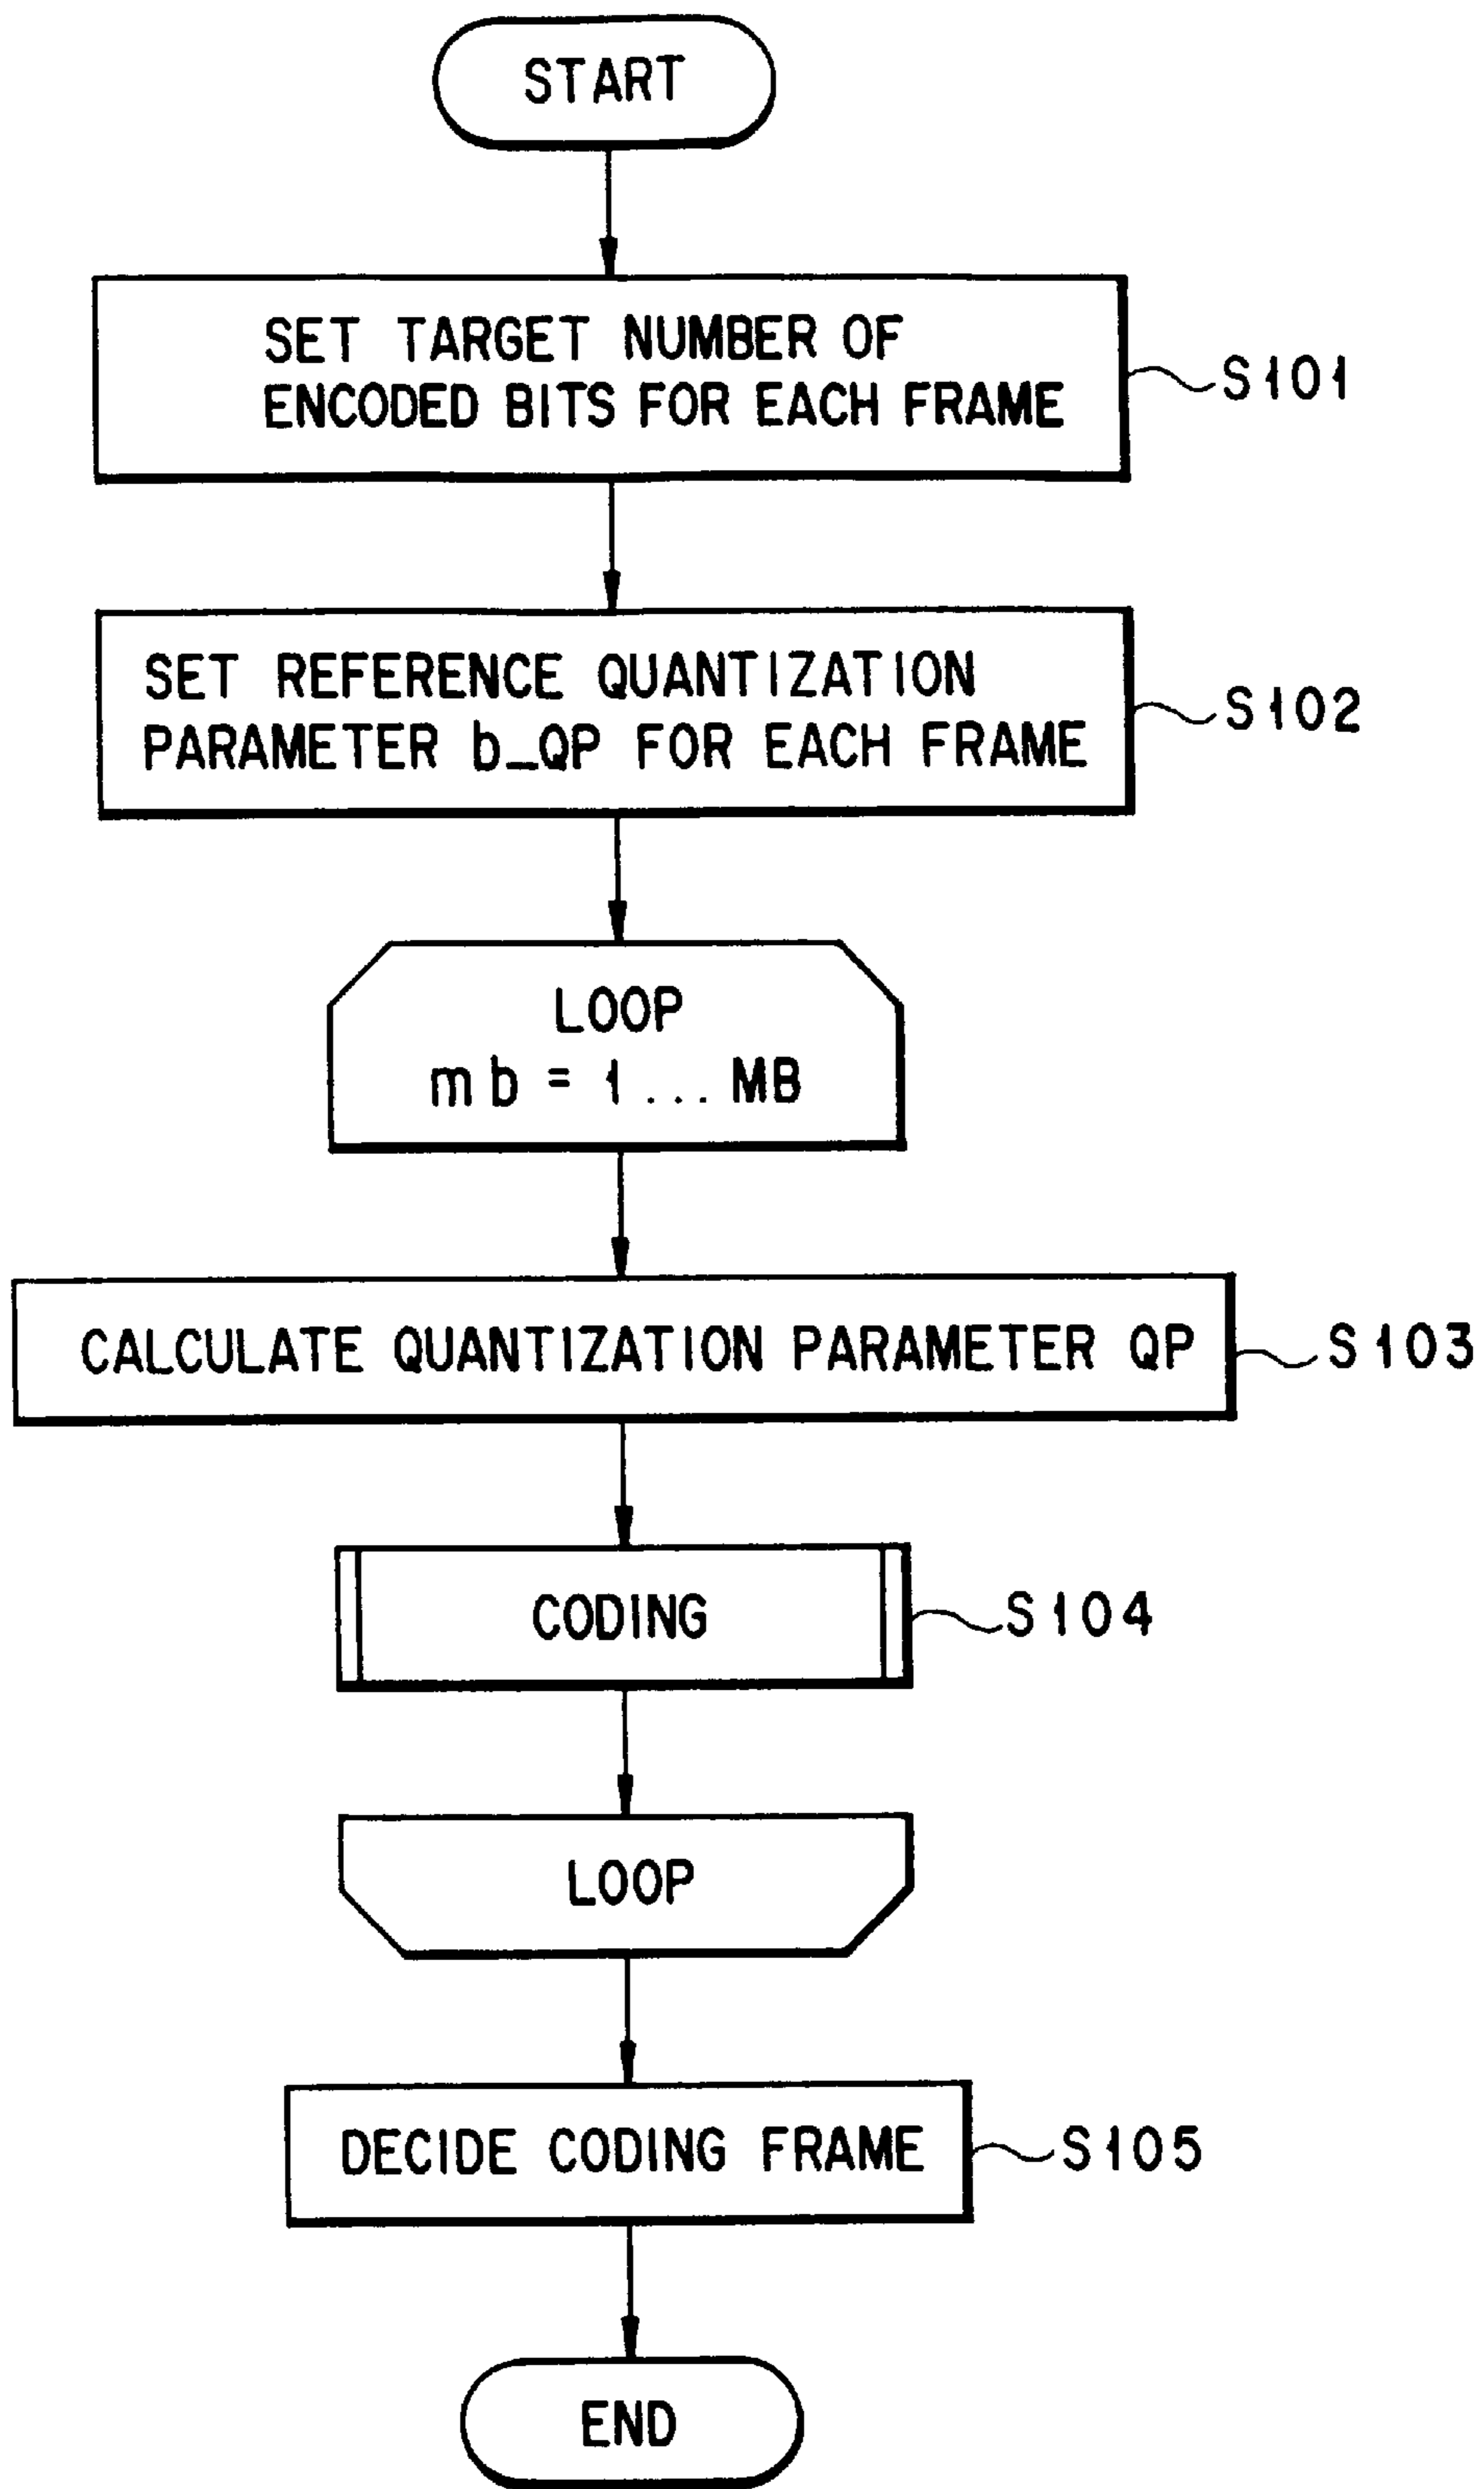 START
SET TARGET NUMBER OF
ENCODED BITS FOR EACH FRAME
S101
SET REFERENCE QUANTIZATION
PARAMETER b_QP FOR EACH FRAME
S102
LOOP
mb = 1 ... MB
CALCULATE QUANTIZATION PARAMETER QP
S103
CODING
S104
LOOP
DECIDE CODING FRAME
S105
END